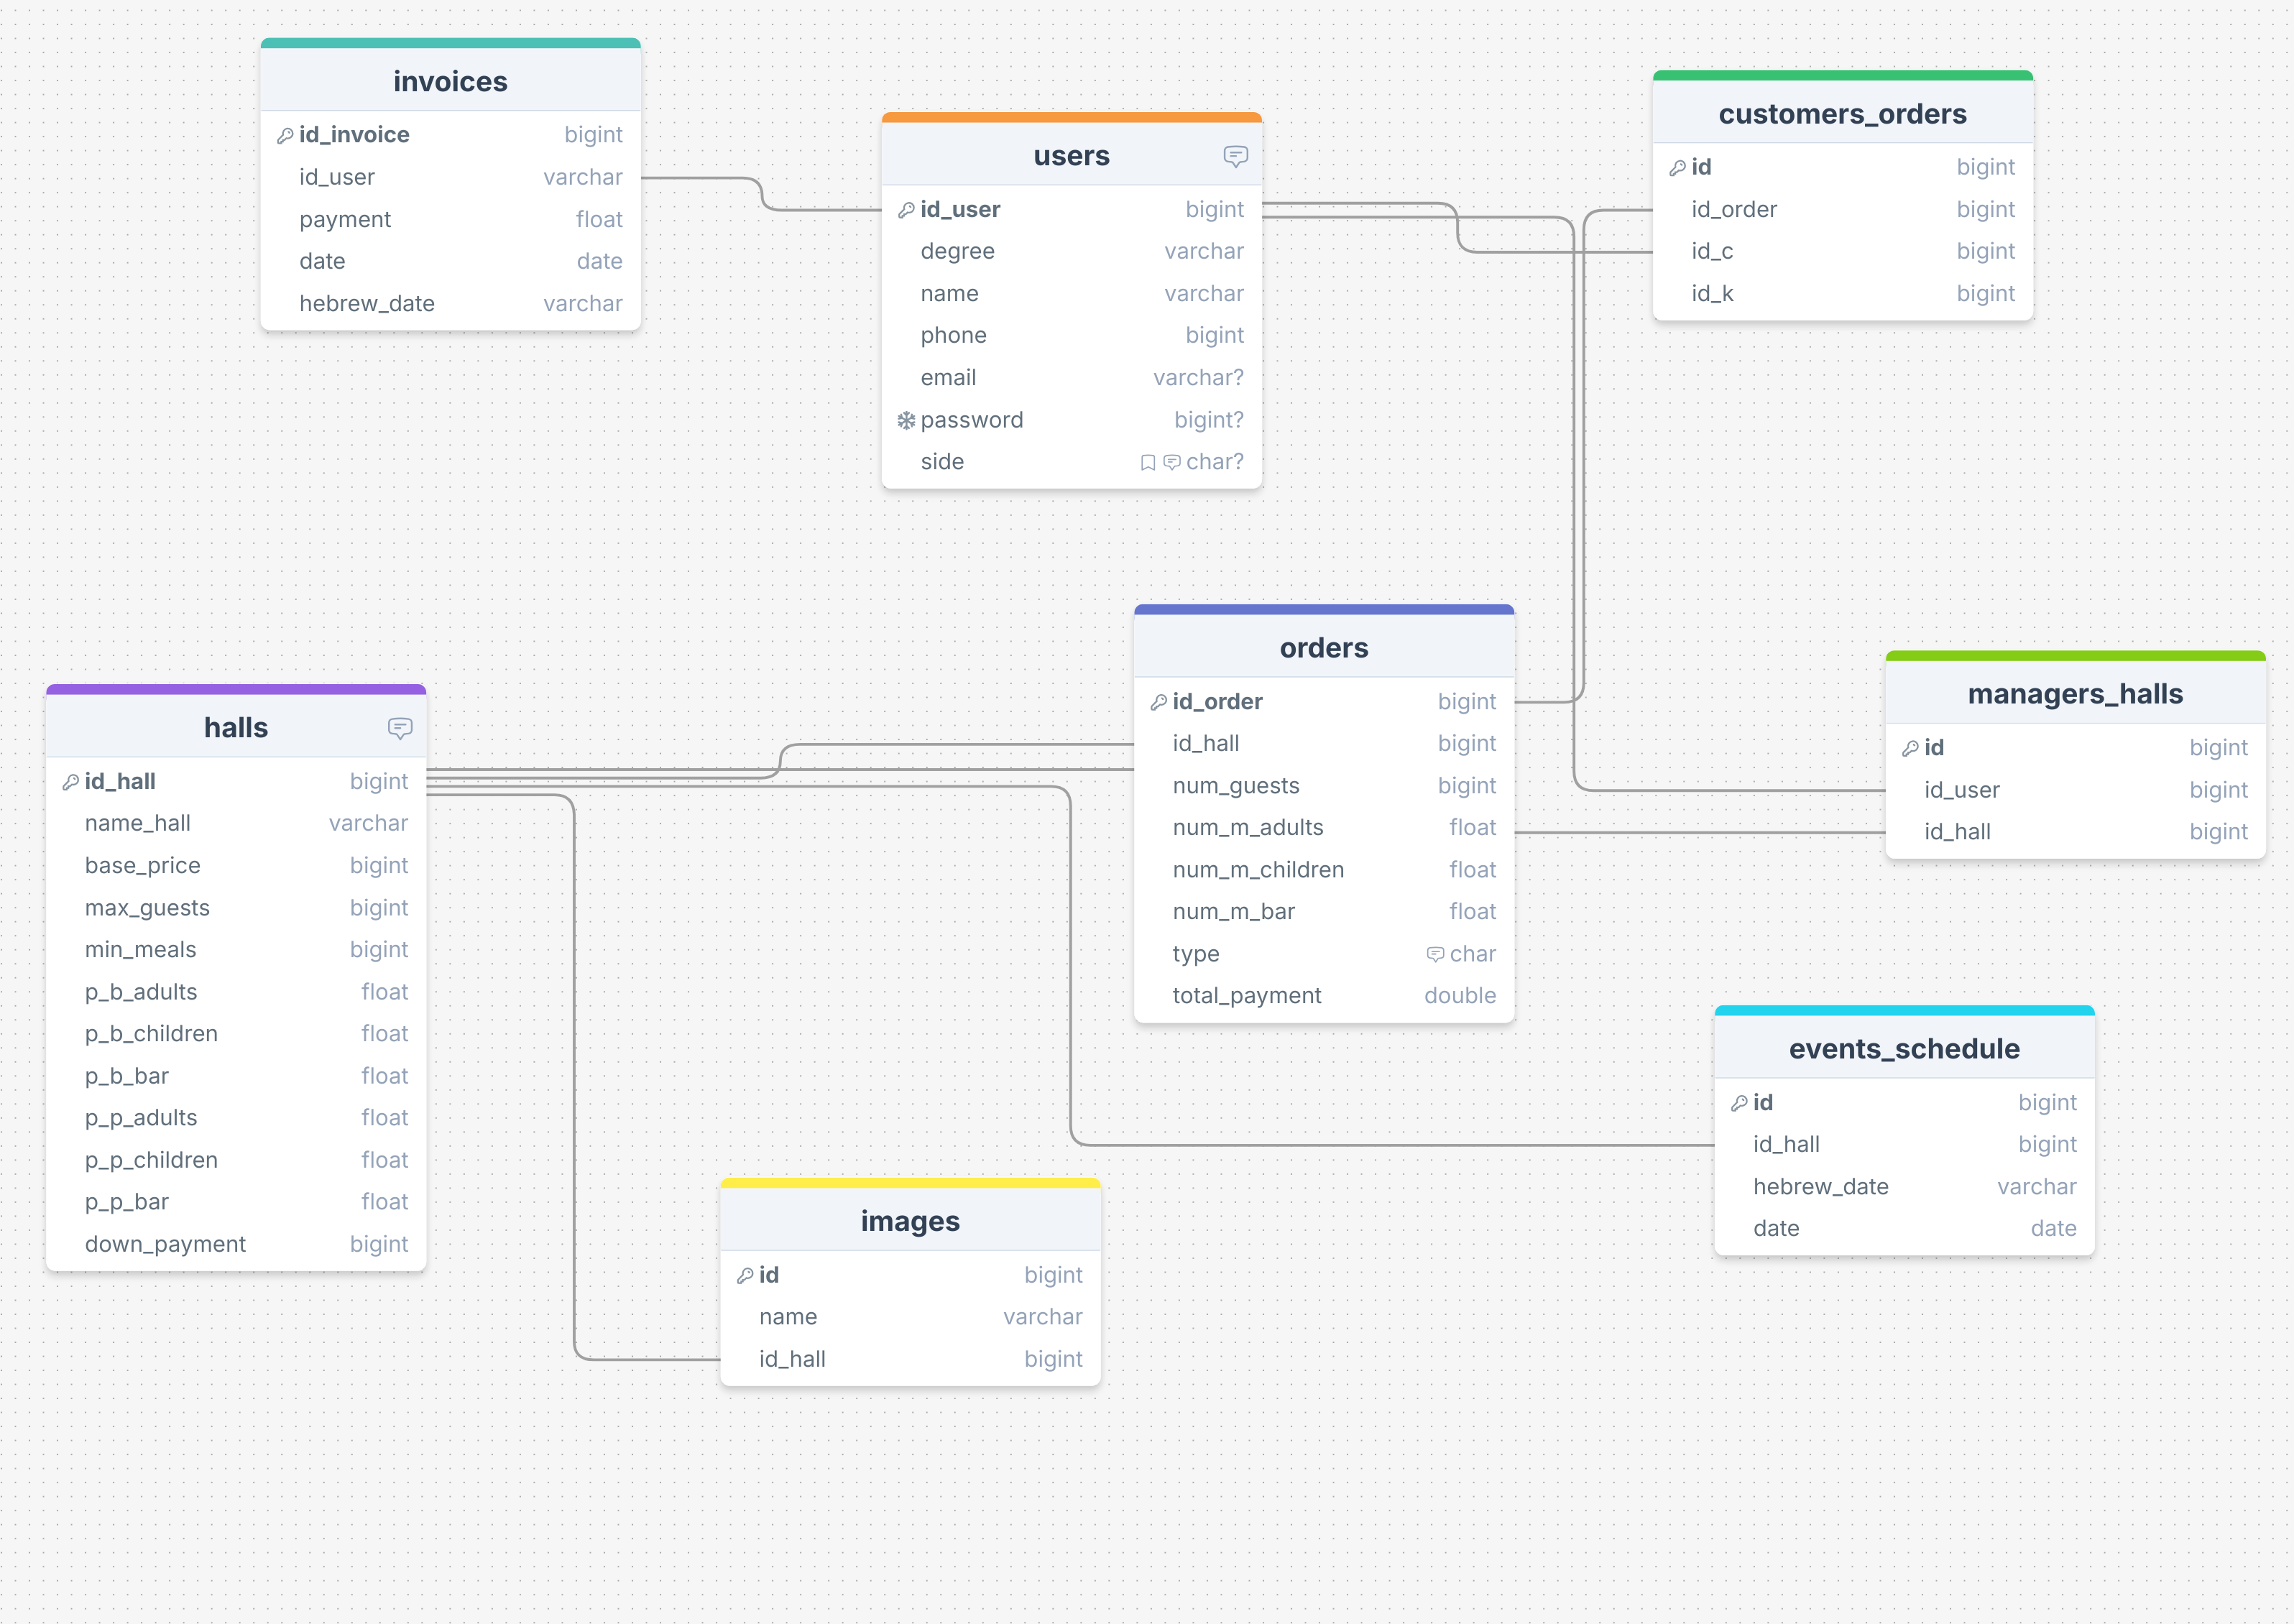 invoices
id_invoice bigint
id_user varchar
payment float
date date
hebrew_date varchar
users
id_user bigint
degree varchar
name varchar
phone bigint
email varchar?
password bigint?
side char?
customers_orders
id bigint
id_order bigint
id_c bigint
id_k bigint
halls
id_hall bigint
name_hall varchar
base_price bigint
max_guests bigint
min_meals bigint
p_b_adults float
p_b_children float
p_b_bar float
p_p_adults float
p_p_children float
p_p_bar float
down_payment bigint
orders
id_order bigint
id_hall bigint
num_guests bigint
num_m_adults float
num_m_children float
num_m_bar float
type char
total_payment double
managers_halls
id bigint
id_user bigint
id_hall bigint
events_schedule
id bigint
id_hall bigint
hebrew_date varchar
date date
images
id bigint
name varchar
id_hall bigint